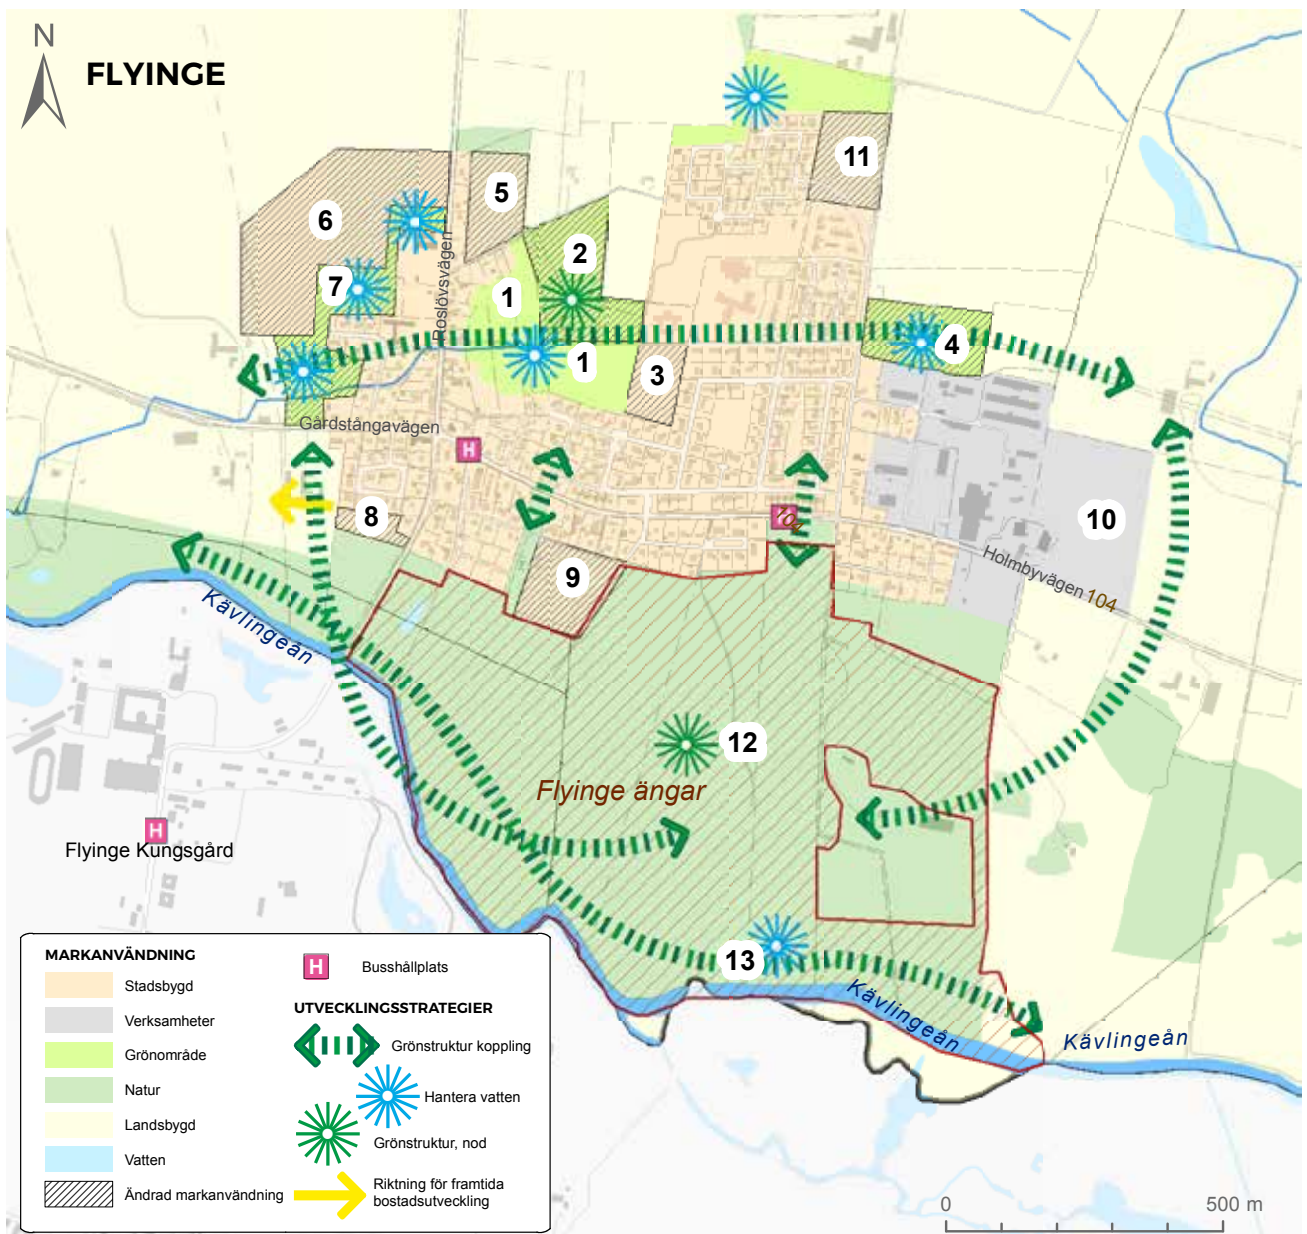 N
FLYINGE
11
5
6
2
7
1
Roslövsvägen
1
4
3
Gårdstångavägen
H
8
H
104
10
9
Holmbyvägen 104
Kävlingeån
12
Flyinge ängar
H
Flyinge Kungsgård
13
Kävlingeån
Kävlingeån
MARKANVÄNDNING
Stadsbygd
Verksamheter
Grönområde
Natur
Landsbygd
Vatten
Ändrad markanvändning
H Busshållplats
UTVECKLINGSSTRATEGIER
Grönstruktur koppling
Hantera vatten
Grönstruktur, nod
Riktning för framtida
bostadsutveckling
0 500 m